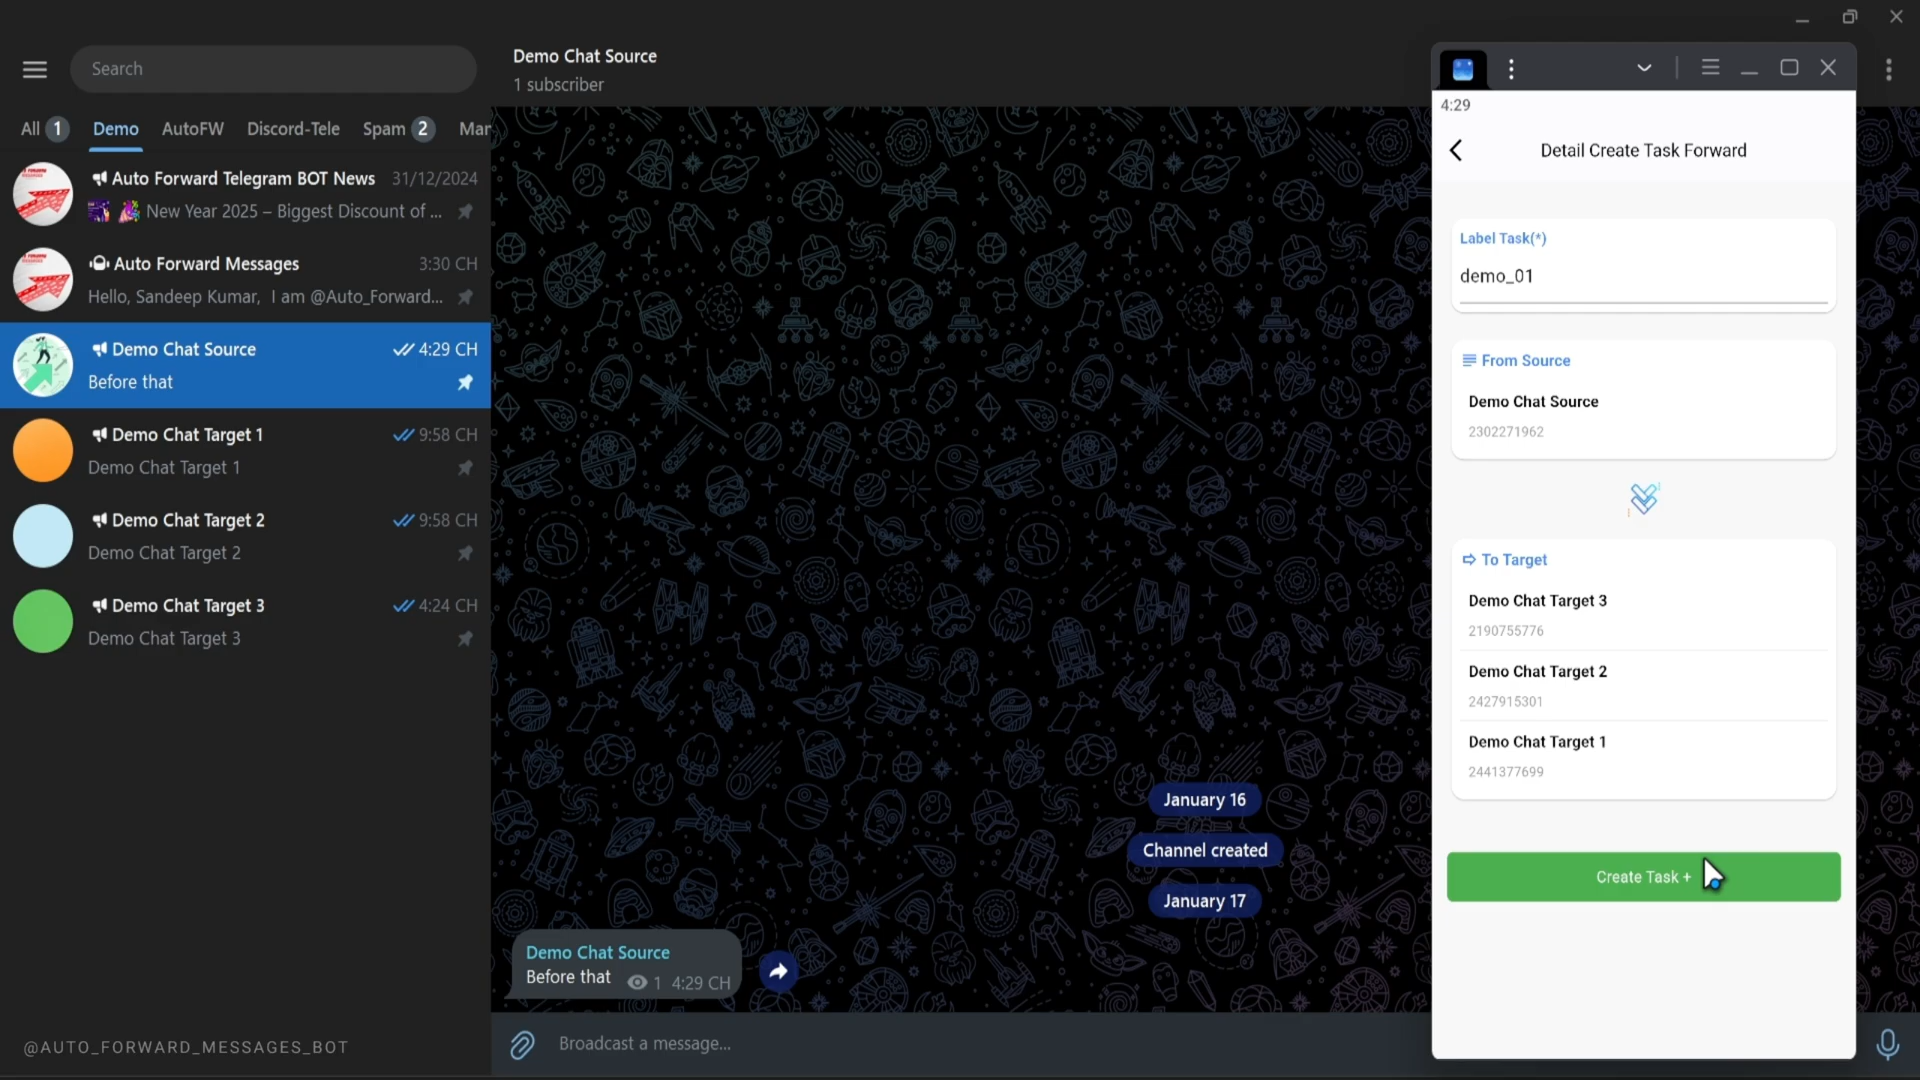 Search
All 1 Demo AutoFW Discord-Tele Spam 2 Mar
Auto Forward Telegram BOT News 31/12/2024
New Year 2025 – Biggest Discount of ...
Auto Forward Messages 3:30 CH
Hello, Sandeep Kumar, I am @Auto_Forward...
Demo Chat Source 4:29 CH
Before that
Demo Chat Target 1 9:58 CH
Demo Chat Target 1
Demo Chat Target 2 9:58 CH
Demo Chat Target 2
Demo Chat Target 3 4:24 CH
Demo Chat Target 3
@AUTO_FORWARD_MESSAGES_BOT
Demo Chat Source
1 subscriber
January 16
Channel created
January 17
Demo Chat Source
Before that 1 4:29 CH
Broadcast a message...
4:29
Detail Create Task Forward
Label Task(*)
demo_01
From Source
Demo Chat Source
2302271962
To Target
Demo Chat Target 3
2190755776
Demo Chat Target 2
2427915301
Demo Chat Target 1
2441377699
Create Task +